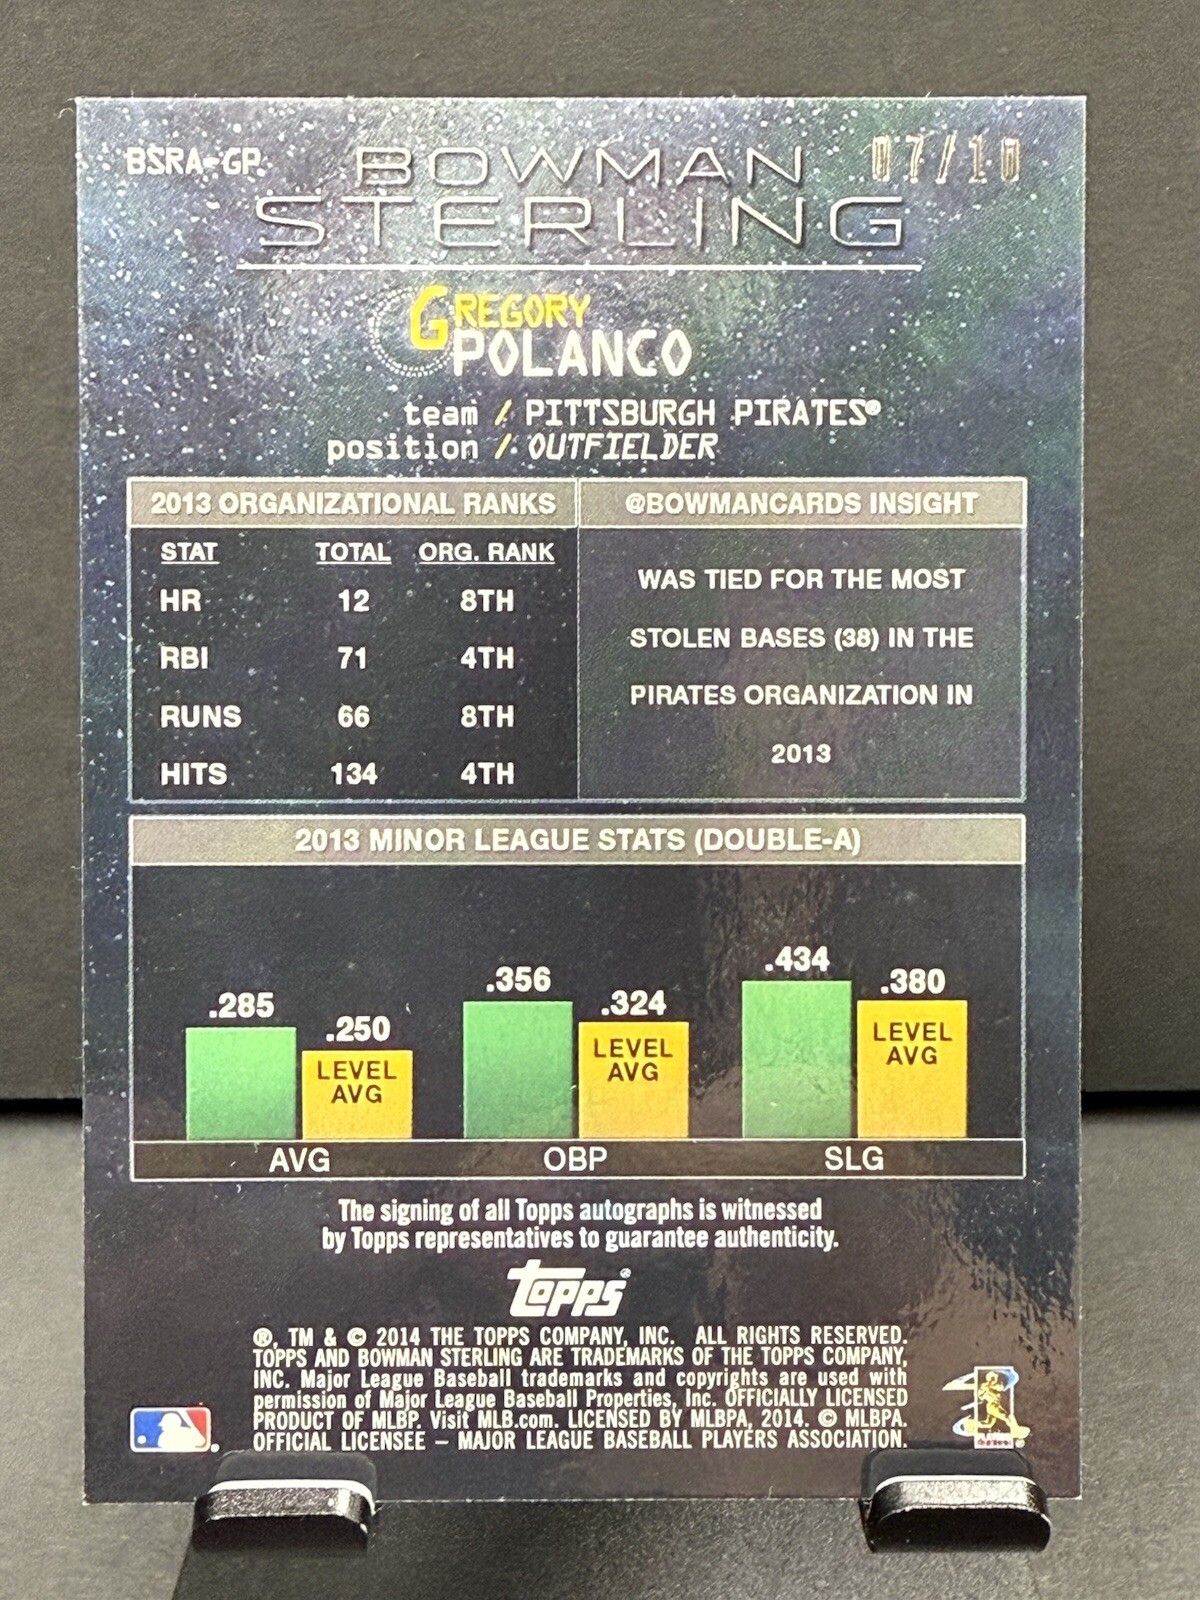 BSRA-GP
BOWMAN
STERLING
07/10
GREGORY
POLANCO
team / PITTSBURGH PIRATES®
position / OUTFIELDER
2013 ORGANIZATIONAL RANKS
STAT TOTAL ORG. RANK
HR 12 8TH
RBI 71 4TH
RUNS 66 8TH
HITS 134 4TH
@BOWMANCARDS INSIGHT
WAS TIED FOR THE MOST
STOLEN BASES (38) IN THE
PIRATES ORGANIZATION IN
2013
2013 MINOR LEAGUE STATS (DOUBLE-A)
.285
.250
LEVEL
AVG
.356
.324
LEVEL
AVG
.434
.380
LEVEL
AVG
AVG OBP SLG
The signing of all Topps autographs is witnessed
by Topps representatives to guarantee authenticity.
Topps®
®, TM & © 2014 THE TOPPS COMPANY, INC. ALL RIGHTS RESERVED.
TOPPS AND BOWMAN STERLING ARE TRADEMARKS OF THE TOPPS COMPANY,
INC. Major League Baseball trademarks and copyrights are used with
permission of Major League Baseball Properties, Inc. OFFICIALLY LICENSED
PRODUCT OF MLBP. Visit MLB.com. LICENSED BY MLBPA, 2014. © MLBPA.
OFFICIAL LICENSEE – MAJOR LEAGUE BASEBALL PLAYERS ASSOCIATION.